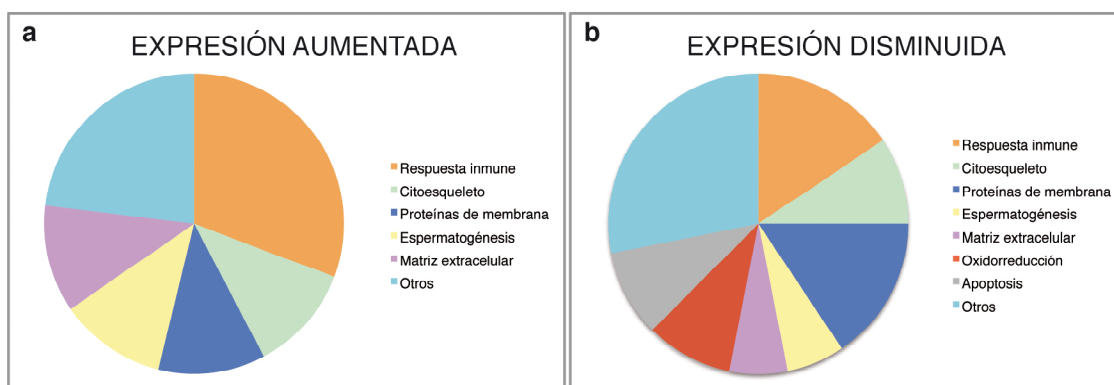 a
EXPRESIÓN AUMENTADA
Respuesta inmune
Citoesqueleto
Proteínas de membrana
Espermatogénesis
Matriz extracelular
Otros
b
EXPRESIÓN DISMINUIDA
Respuesta inmune
Citoesqueleto
Proteínas de membrana
Espermatogénesis
Matriz extracelular
Oxidorreducción
Apoptosis
Otros